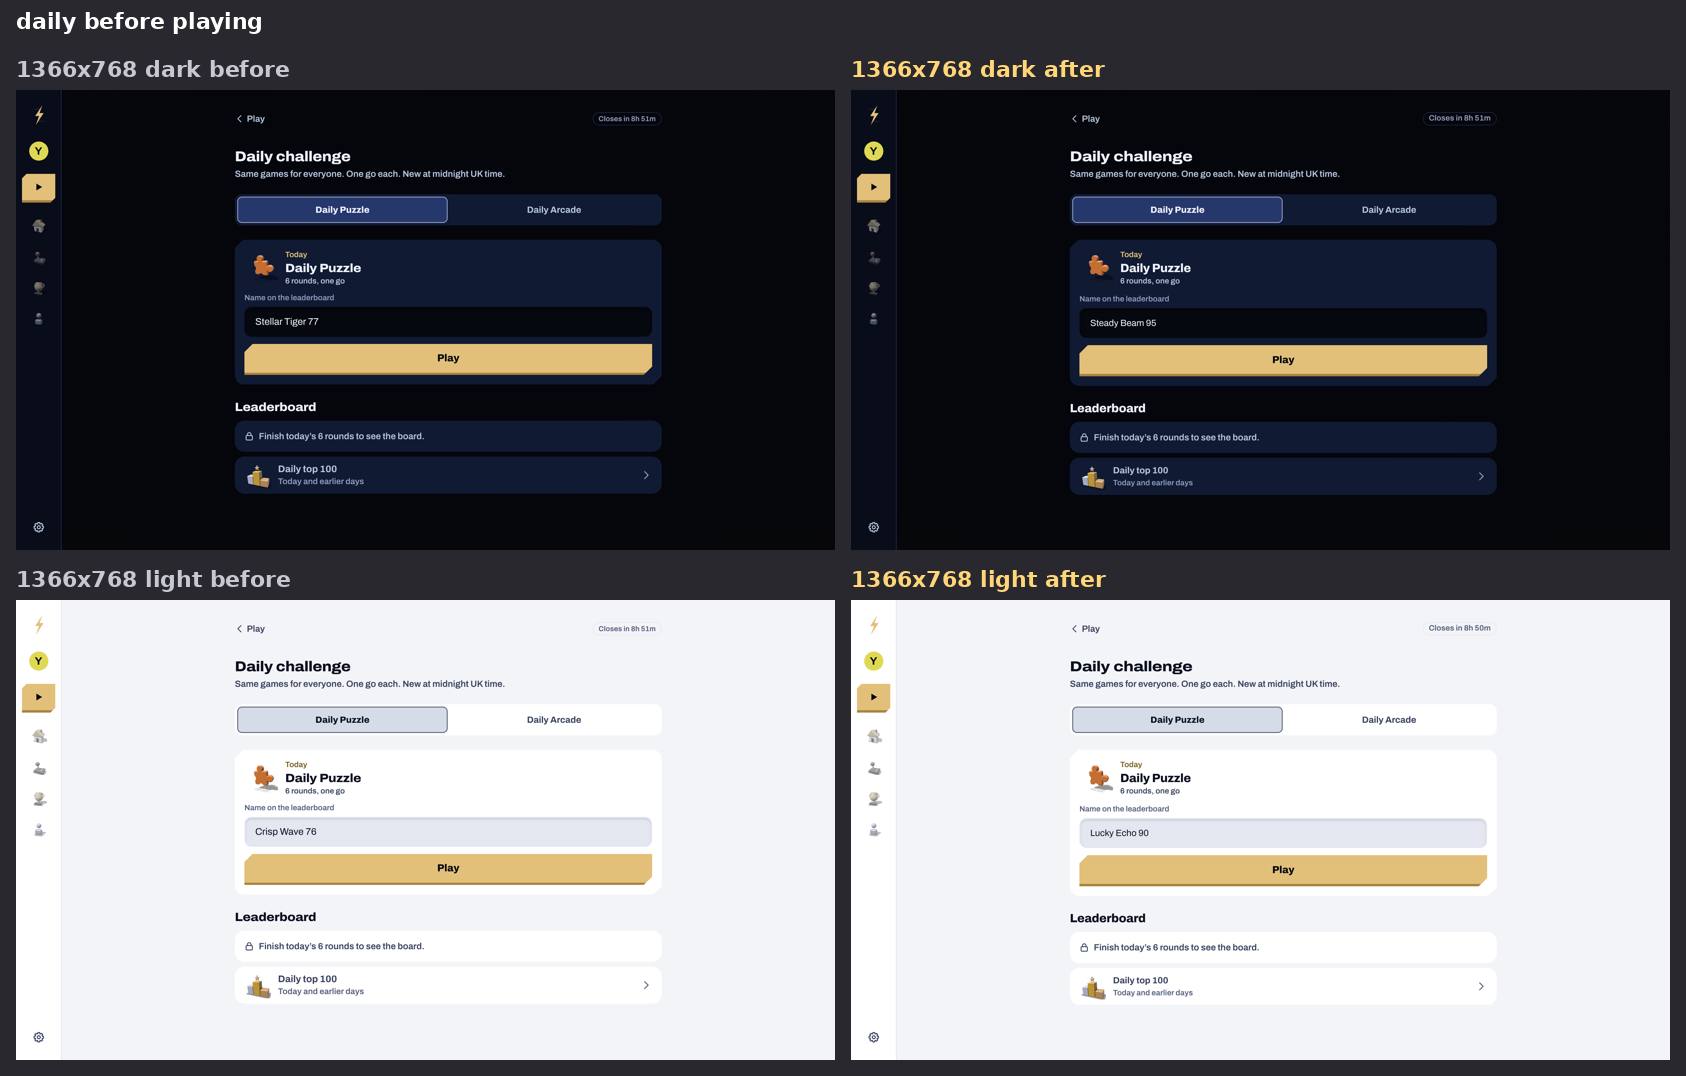 daily before playing
1366x768 dark before
Play
Closes in 8h 51m
Y
Daily challenge
Same games for everyone. One go each. New at midnight UK time.
Daily Puzzle
Daily Arcade
Today
Daily Puzzle
6 rounds, one go
Name on the leaderboard
Stellar Tiger 77
Play
Leaderboard
Finish today's 6 rounds to see the board.
Daily top 100
Today and earlier days
1366x768 dark after
Play
Closes in 8h 51m
Y
Daily challenge
Same games for everyone. One go each. New at midnight UK time.
Daily Puzzle
Daily Arcade
Today
Daily Puzzle
6 rounds, one go
Name on the leaderboard
Steady Beam 95
Play
Leaderboard
Finish today's 6 rounds to see the board.
Daily top 100
Today and earlier days
1366x768 light before
Play
Closes in 8h 51m
Y
Daily challenge
Same games for everyone. One go each. New at midnight UK time.
Daily Puzzle
Daily Arcade
Today
Daily Puzzle
6 rounds, one go
Name on the leaderboard
Crisp Wave 76
Play
Leaderboard
Finish today's 6 rounds to see the board.
Daily top 100
Today and earlier days
1366x768 light after
Play
Closes in 8h 50m
Y
Daily challenge
Same games for everyone. One go each. New at midnight UK time.
Daily Puzzle
Daily Arcade
Today
Daily Puzzle
6 rounds, one go
Name on the leaderboard
Lucky Echo 90
Play
Leaderboard
Finish today's 6 rounds to see the board.
Daily top 100
Today and earlier days